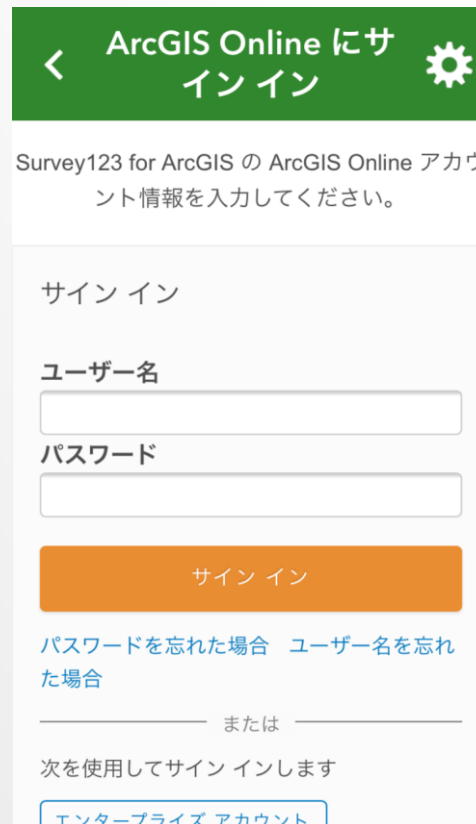 ArcGIS Online にサ
イン イン
Survey123 for ArcGIS の ArcGIS Online アカウ
ント情報を入力してください。
サイン イン
ユーザー名
パスワード
サイン イン
パスワードを忘れた場合 ユーザー名を忘れ
た場合
または
次を使用してサイン インします
エンタープライズ アカウント